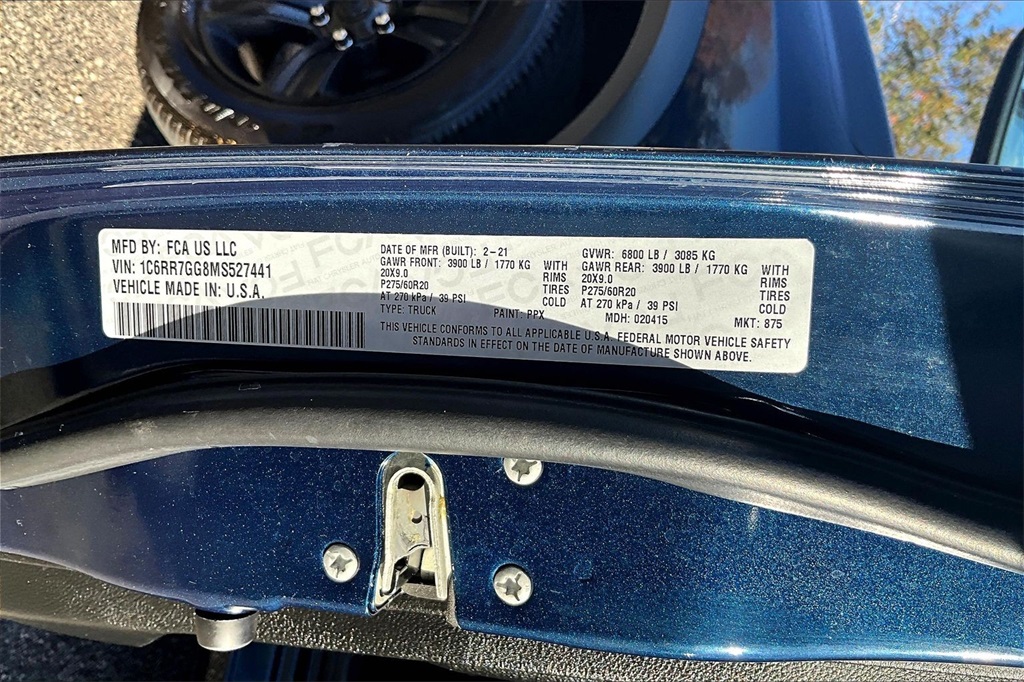 MFD BY: FCA US LLC
VIN: 1C6RR7GG8MS527441
VEHICLE MADE IN: U.S.A.
DATE OF MFR (BUILT): 2-21
GAWR FRONT: 3900 LB / 1770 KG WITH
20X9.0 RIMS
P275/60R20 TIRES
AT 270 kPa / 39 PSI COLD
TYPE: TRUCK PAINT: PPX
GVWR: 6800 LB / 3085 KG
GAWR REAR: 3900 LB / 1770 KG WITH
20X9.0 RIMS
P275/60R20 TIRES
AT 270 kPa / 39 PSI COLD
MDH: 020415 MKT: 875
THIS VEHICLE CONFORMS TO ALL APPLICABLE U.S.A. FEDERAL MOTOR VEHICLE SAFETY
STANDARDS IN EFFECT ON THE DATE OF MANUFACTURE SHOWN ABOVE.